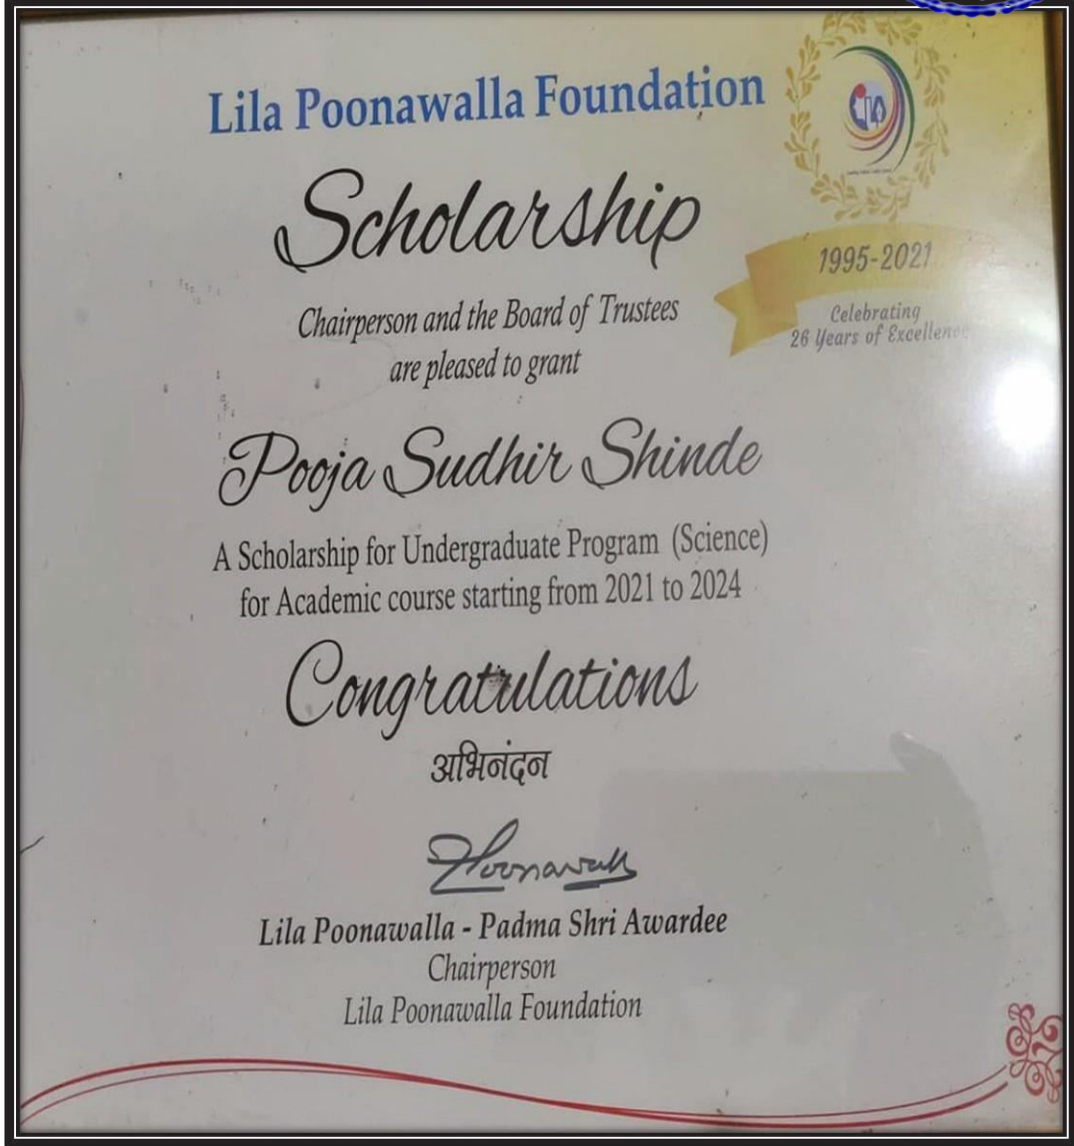 Lila Poonawalla Foundation
Scholarship
1995-2021
Celebrating
26 Years of Excellence
Chairperson and the Board of Trustees
are pleased to grant
Pooja Sudhir Shinde
A Scholarship for Undergraduate Program (Science)
for Academic course starting from 2021 to 2024
Congratulations
अभिनंदन
Lila Poonawalla - Padma Shri Awardee
Chairperson
Lila Poonawalla Foundation